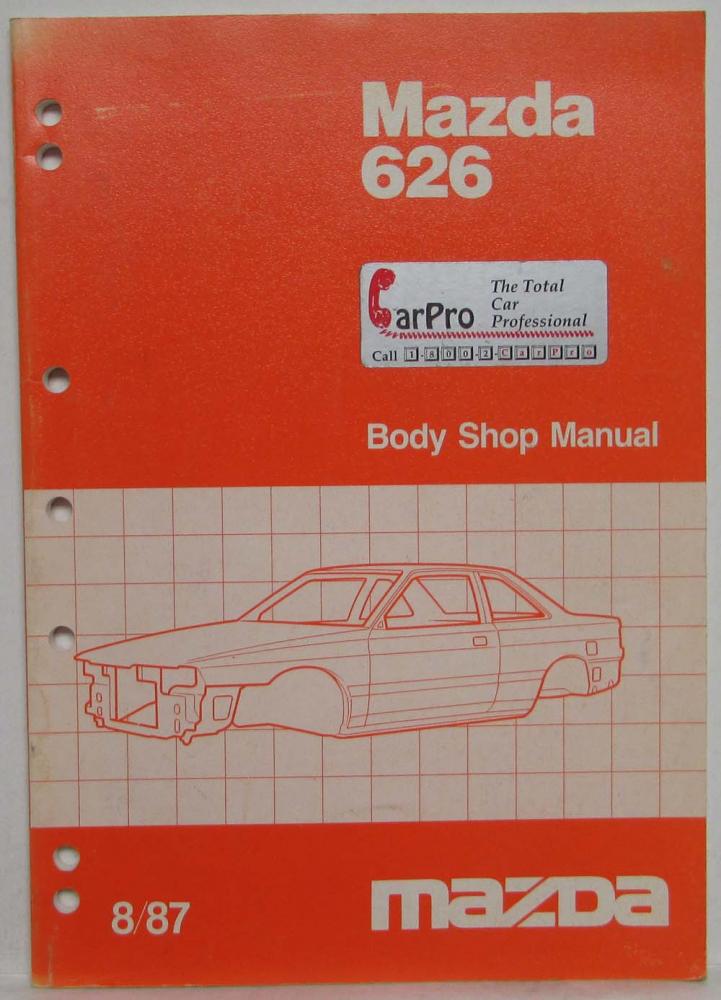 Mazda
626
CarPro
The Total
Car
Professional
Call 1-800-2-CarPro
Body Shop Manual
8/87
mazda